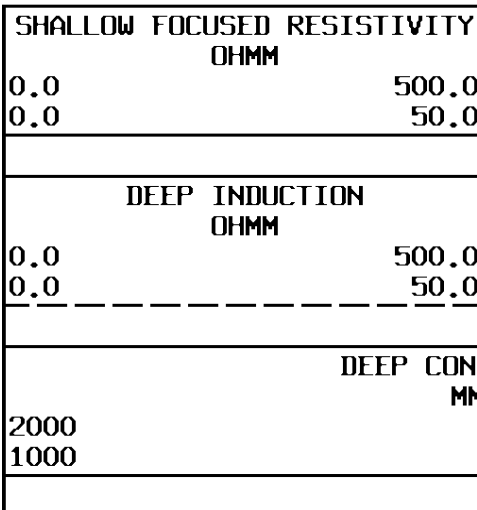 SHALLOW FOCUSED RESISTIVITY
OHMM
0.0 500.0
0.0 50.0
DEEP INDUCTION
OHMM
0.0 500.0
0.0 50.0
DEEP CON
MM
2000
1000